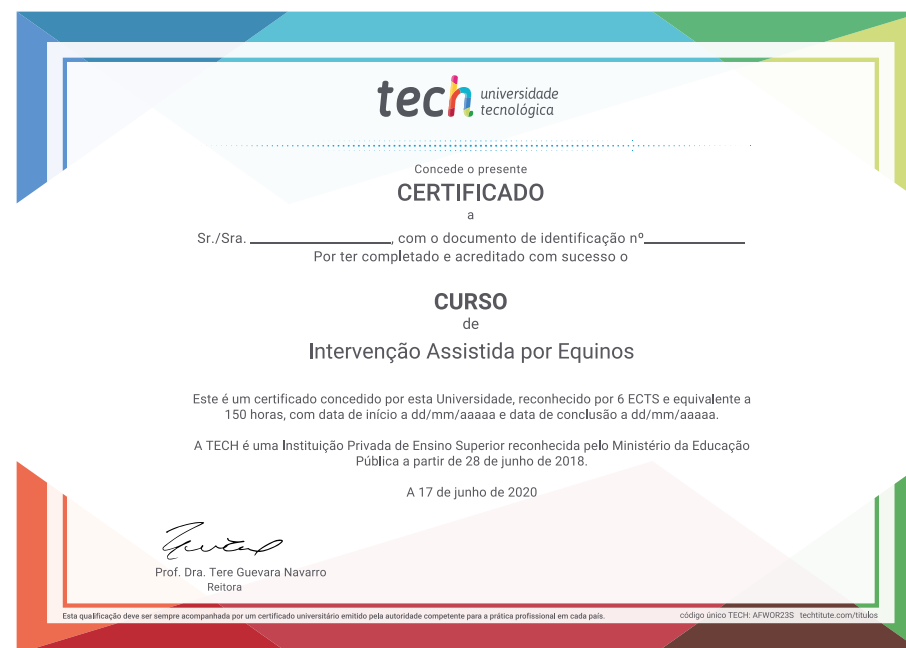 tech universidade
tecnológica
Concede o presente
CERTIFICADO
a
Sr./Sra. , com o documento de identificação nº
Por ter completado e acreditado com sucesso o
CURSO
de
Intervenção Assistida por Equinos
Este é um certificado concedido por esta Universidade, reconhecido por 6 ECTS e equivalente a
150 horas, com data de início a dd/mm/aaaaa e data de conclusão a dd/mm/aaaaa.
A TECH é uma Instituição Privada de Ensino Superior reconhecida pelo Ministério da Educação
Pública a partir de 28 de junho de 2018.
A 17 de junho de 2020
Prof. Dra. Tere Guevara Navarro
Reitora
Esta qualificação deve ser sempre acompanhada por um certificado universitário emitido pela autoridade competente para a prática profissional em cada país.
código único TECH: AFWOR23S techtitute.com/titulos